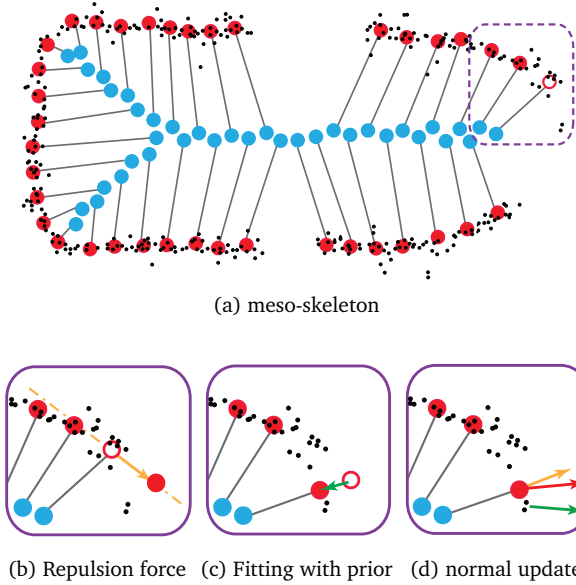 (a) meso-skeleton
(b) Repulsion force
(c) Fitting with prior
(d) normal update